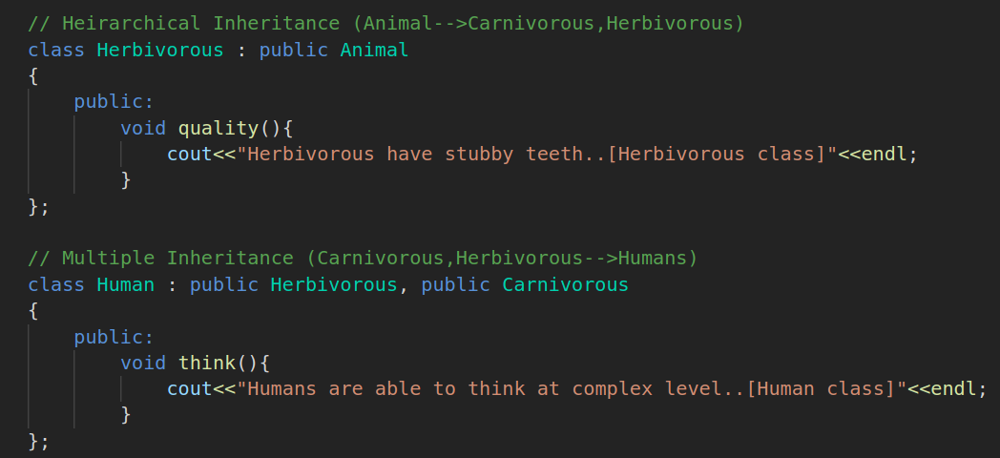 // Heirarchical Inheritance (Animal-->Carnivorous,Herbivorous)
class Herbivorous : public Animal
{
    public:
        void quality(){
            cout<<"Herbivorous have stubby teeth..[Herbivorous class]"<<endl;
        }
};

// Multiple Inheritance (Carnivorous,Herbivorous-->Humans)
class Human : public Herbivorous, public Carnivorous
{
    public:
        void think(){
            cout<<"Humans are able to think at complex level..[Human class]"<<endl;
        }
};